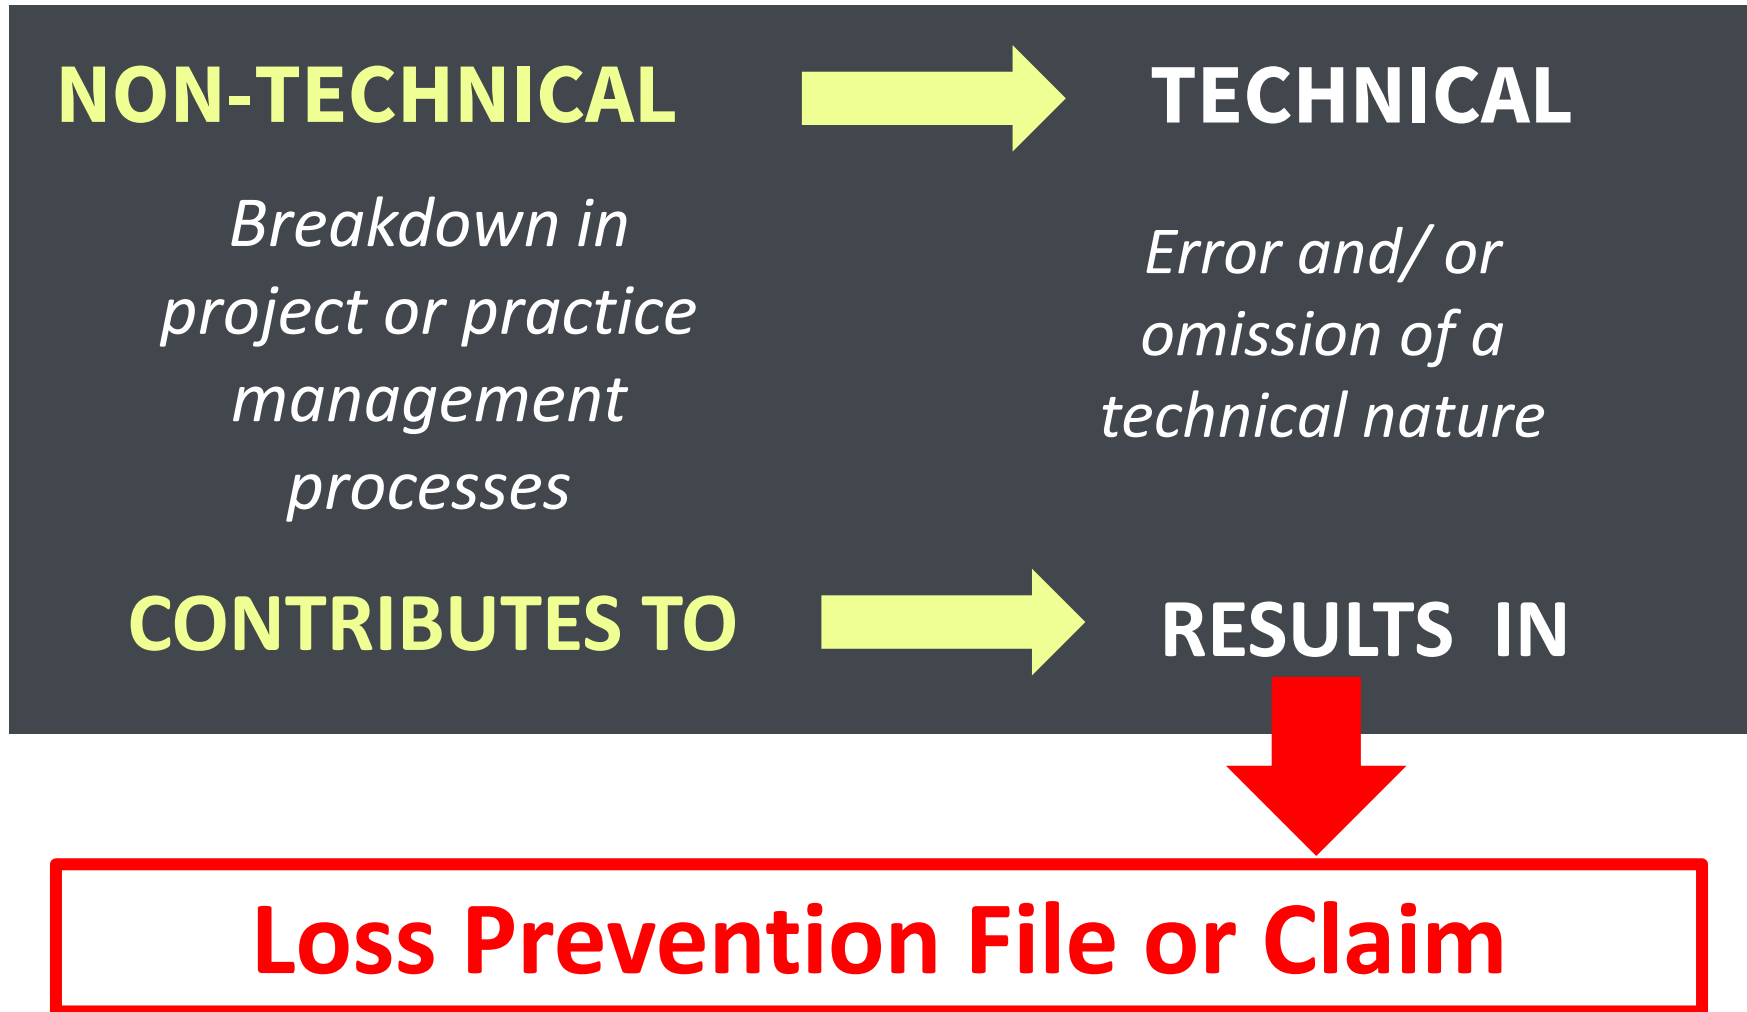 NON-TECHNICAL
TECHNICAL
Breakdown in
project or practice
management
processes
Error and/ or
omission of a
technical nature
CONTRIBUTES TO
RESULTS  IN
Loss Prevention File or Claim